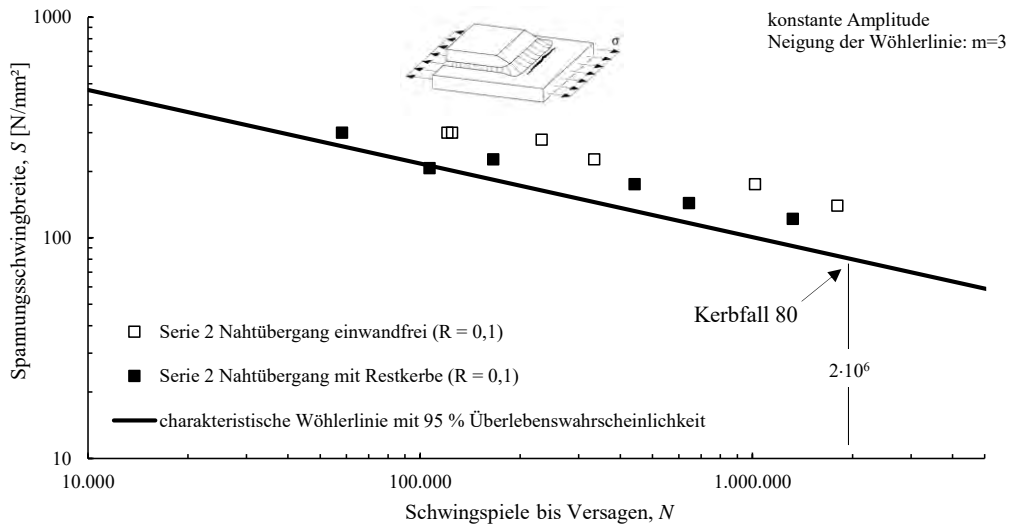 1000
100
10
Spannungsschwingbreite, S [N/mm²]
konstante Amplitude
Neigung der Wöhlerlinie: m=3
σ
Kerbfall 80
2·10⁶
Serie 2 Nahtübergang einwandfrei (R = 0,1)
Serie 2 Nahtübergang mit Restkerbe (R = 0,1)
charakteristische Wöhlerlinie mit 95 % Überlebenswahrscheinlichkeit
10.000
100.000
1.000.000
Schwingspiele bis Versagen, N